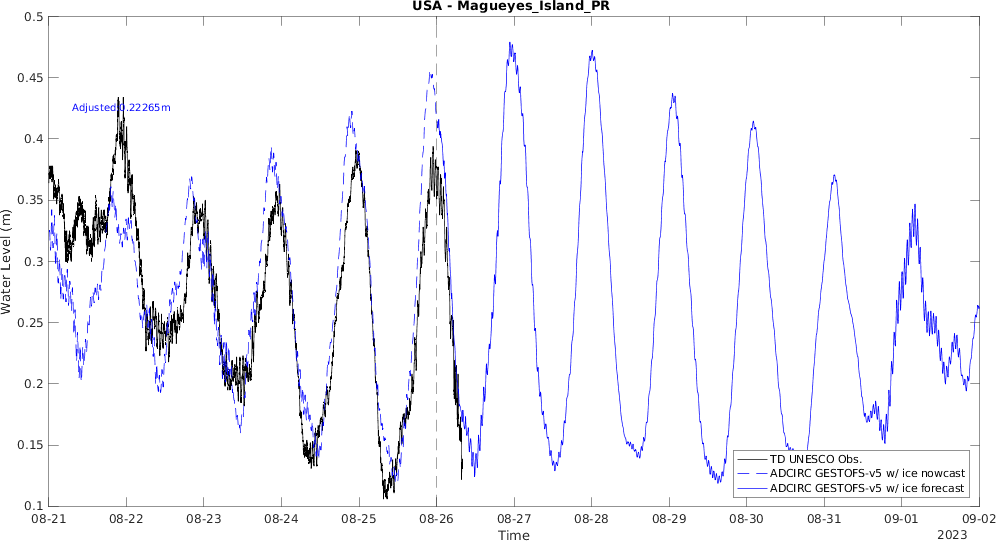 USA - Magueyes_Island_PR
0.5
0.45
0.4
0.35
0.3
0.25
0.2
0.15
0.1
Water Level (m)
Adjusted 0.22265m
TD UNESCO Obs.
ADCIRC GESTOFS-v5 w/ ice nowcast
ADCIRC GESTOFS-v5 w/ ice forecast
08-21 08-22 08-23 08-24 08-25 08-26 08-27 08-28 08-29 08-30 08-31 09-01 09-02
Time
2023